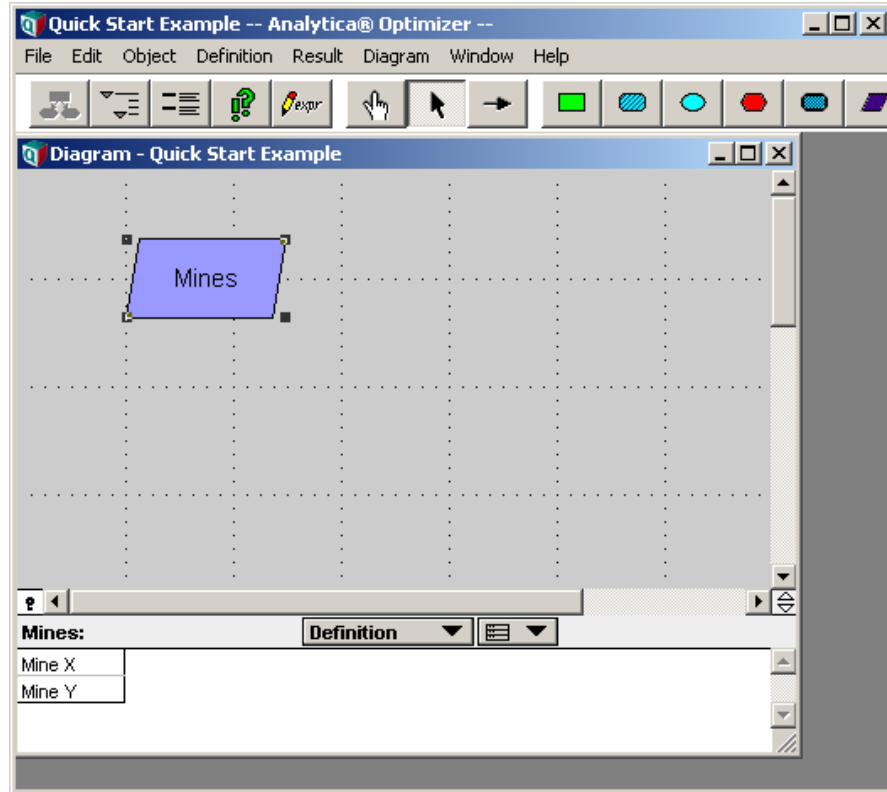 Quick Start Example -- Analytica® Optimizer --
File Edit Object Definition Result Diagram Window Help
expr
Diagram - Quick Start Example
Mines
Mines: Definition
Mine X
Mine Y